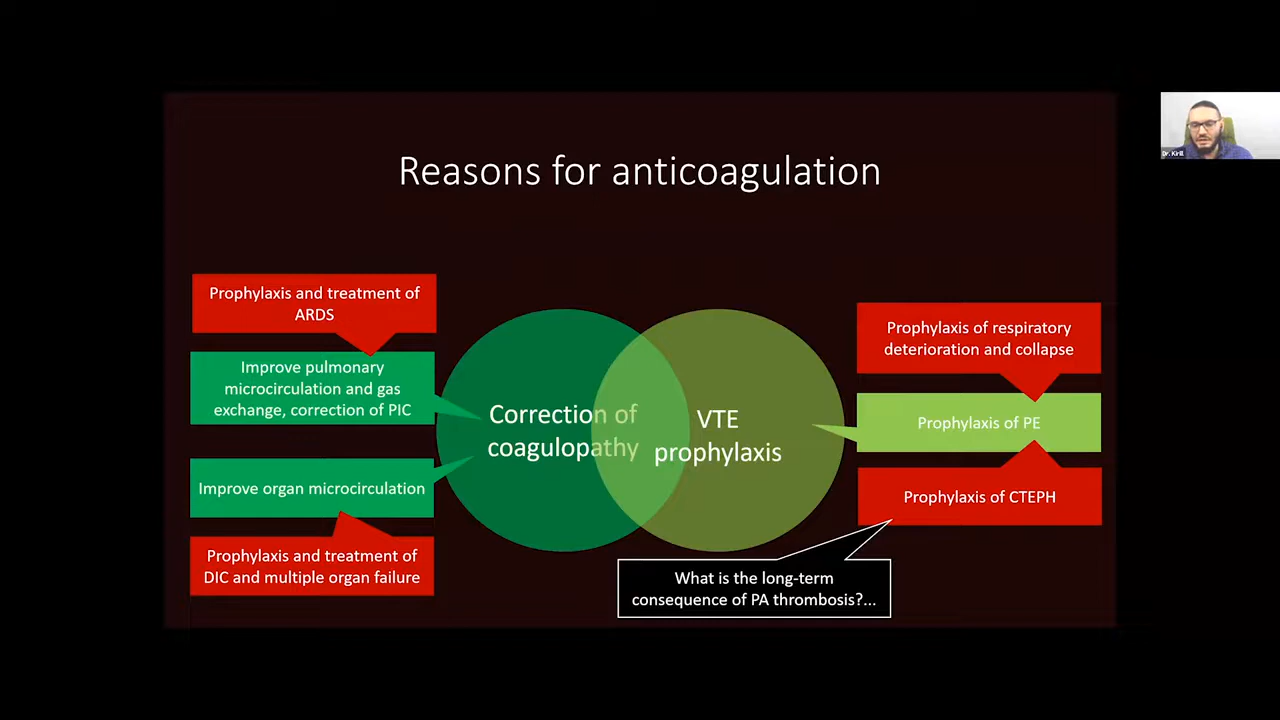 Reasons for anticoagulation
Prophylaxis and treatment of
ARDS
Improve pulmonary
microcirculation and gas
exchange, correction of PIC
Improve organ microcirculation
Prophylaxis and treatment of
DIC and multiple organ failure
Correction of
coagulopathy
VTE
prophylaxis
Prophylaxis of respiratory
deterioration and collapse
Prophylaxis of PE
Prophylaxis of CTEPH
What is the long-term
consequence of PA thrombosis?...
Dr. Kirill